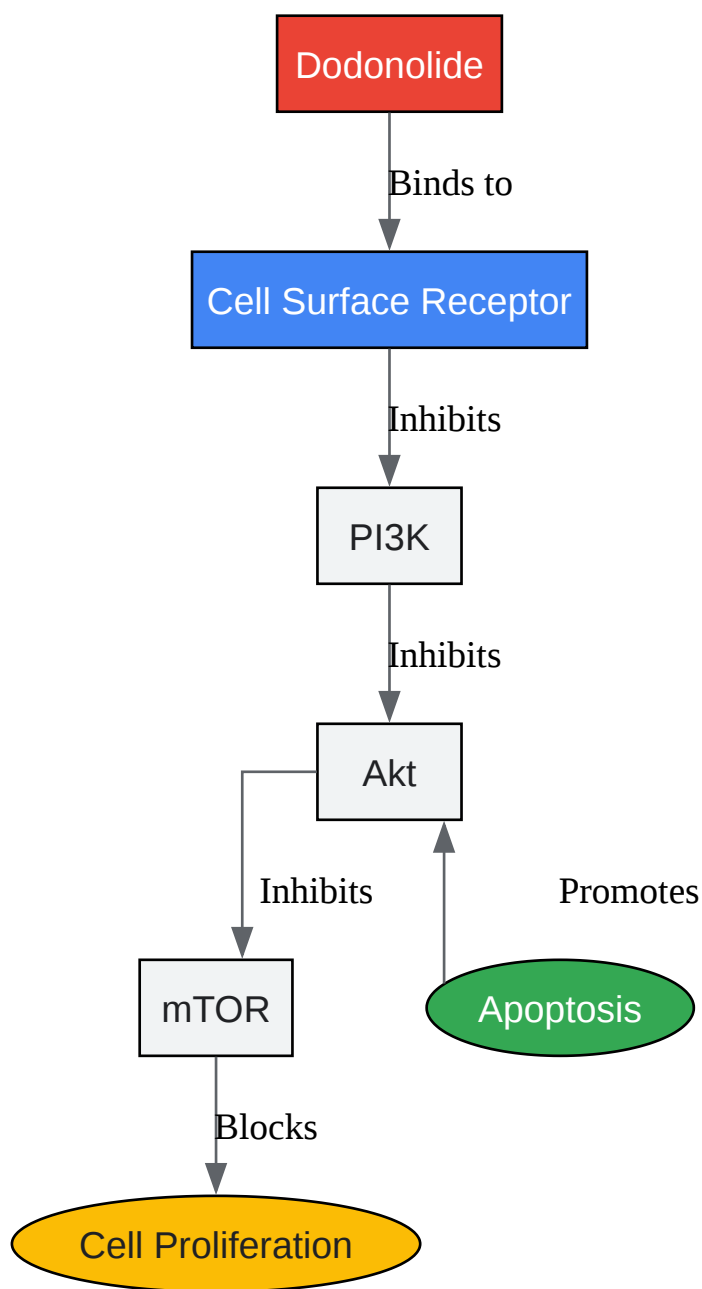 Dodonolide
Binds to
Cell Surface Receptor
Inhibits
PI3K
Inhibits
Akt
Inhibits
Promotes
mTOR
Apoptosis
Blocks
Cell Proliferation